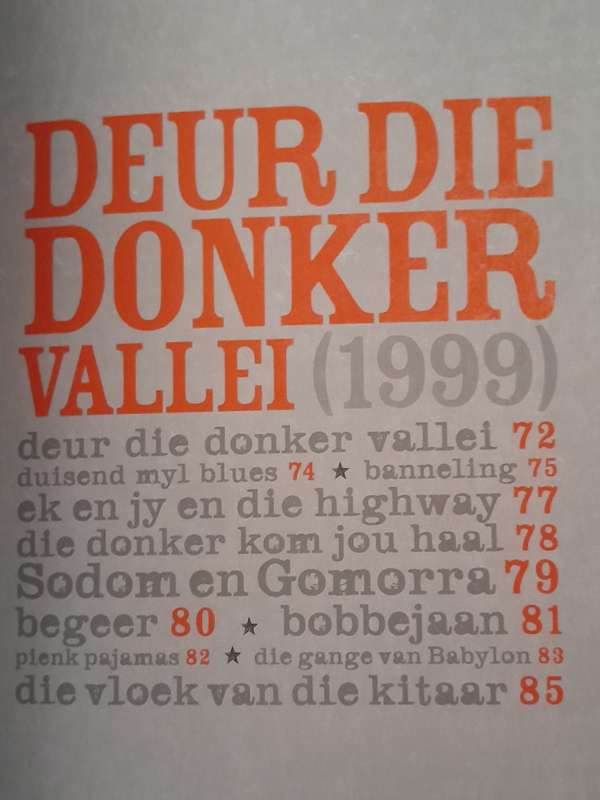 DEUR DIE
DONKER
VALLEI (1999)
deur die donker vallei 72
duisend myl blues 74 ★ banneling 75
ek en jy en die highway 77
die donker kom jou haal 78
Sodom en Gomorra 79
begeer 80 ★ bobbejaan 81
pienk pajamas 82 ★ die gange van Babylon 83
die vloek van die kitaar 85